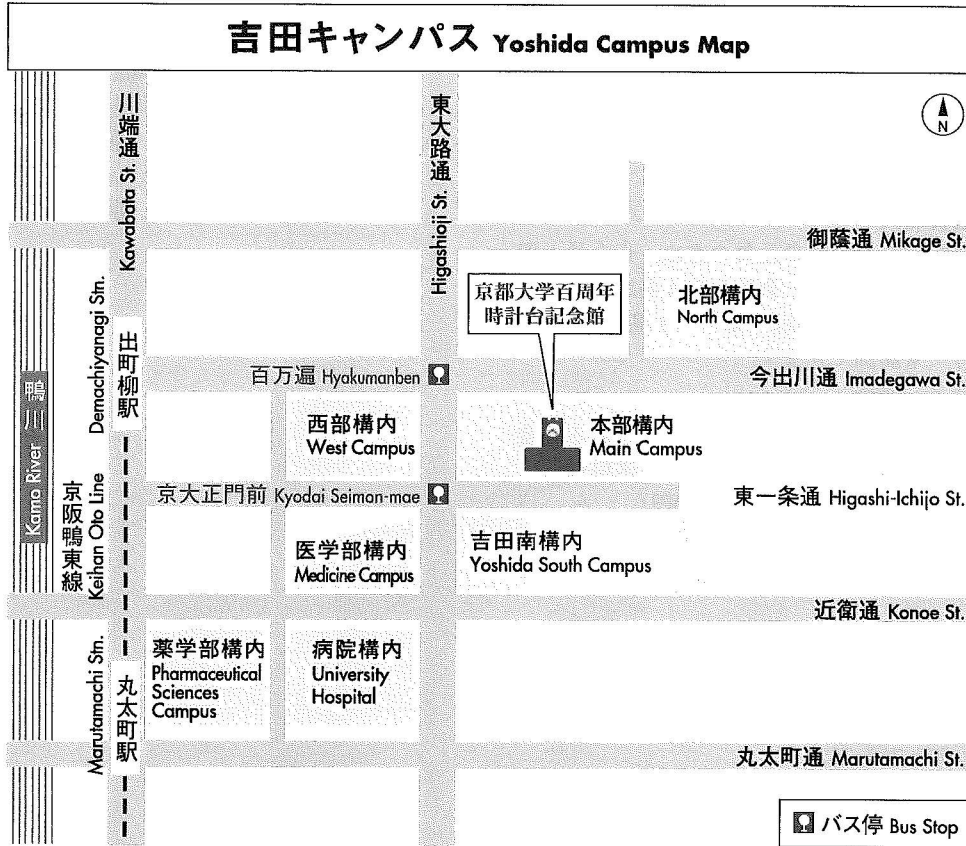 吉田キャンパス Yoshida Campus Map
川端通 Kawabata St.
東大路通 Higashioji St.
N
御蔭通 Mikage St.
京都大学百周年
時計台記念館
北部構内
North Campus
出町柳駅 Demachiyanagi Stn.
百万遍 Hyakumanben
今出川通 Imadegawa St.
鴨川 Kamo River
西部構内
West Campus
本部構内
Main Campus
京阪鴨東線 Keihan Oto Line
京大正門前 Kyodai Seimon-mae
東一条通 Higashi-Ichijo St.
医学部構内
Medicine Campus
吉田南構内
Yoshida South Campus
近衛通 Konoe St.
丸太町駅 Marutamachi Stn.
薬学部構内
Pharmaceutical
Sciences
Campus
病院構内
University
Hospital
丸太町通 Marutamachi St.
バス停 Bus Stop